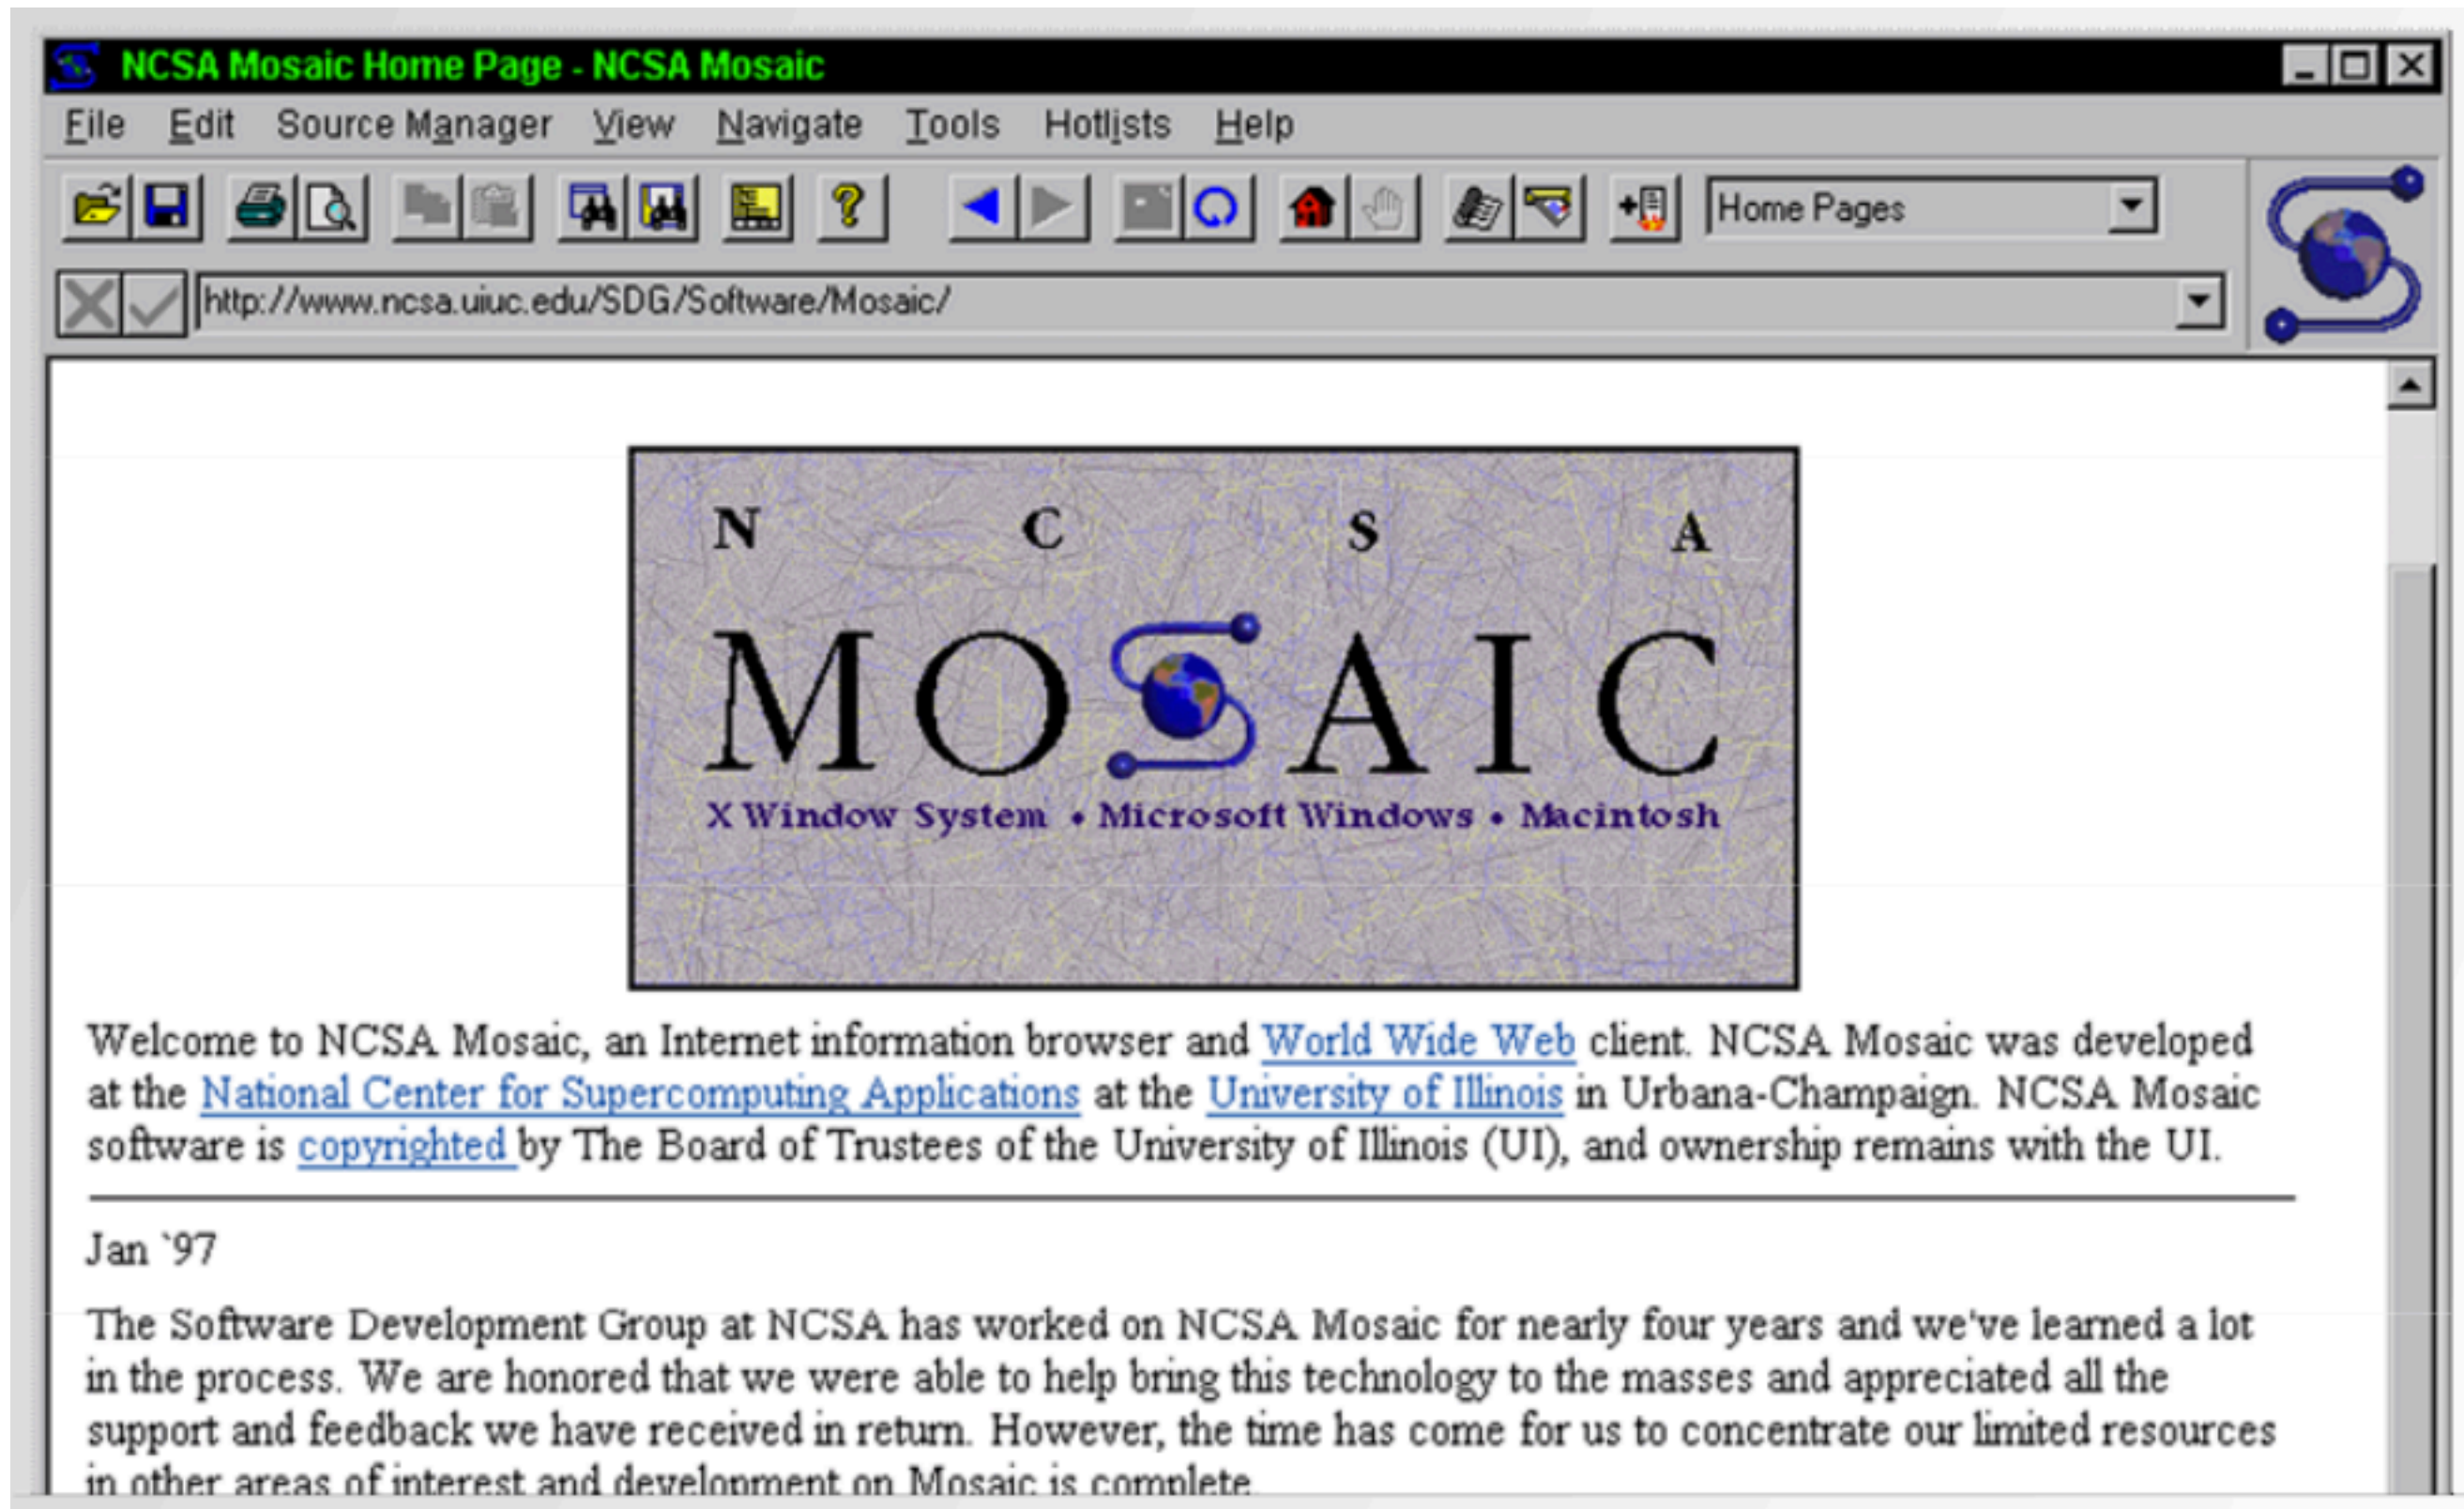 NCSA Mosaic Home Page - NCSA Mosaic
File Edit Source Manager View Navigate Tools Hotlists Help
Home Pages
http://www.ncsa.uiuc.edu/SDG/Software/Mosaic/
N C S A
MOSAIC
X Window System • Microsoft Windows • Macintosh
Welcome to NCSA Mosaic, an Internet information browser and World Wide Web client. NCSA Mosaic was developed
at the National Center for Supercomputing Applications at the University of Illinois in Urbana-Champaign. NCSA Mosaic
software is copyrighted by The Board of Trustees of the University of Illinois (UI), and ownership remains with the UI.
Jan `97
The Software Development Group at NCSA has worked on NCSA Mosaic for nearly four years and we've learned a lot
in the process. We are honored that we were able to help bring this technology to the masses and appreciated all the
support and feedback we have received in return. However, the time has come for us to concentrate our limited resources
in other areas of interest and development on Mosaic is complete.